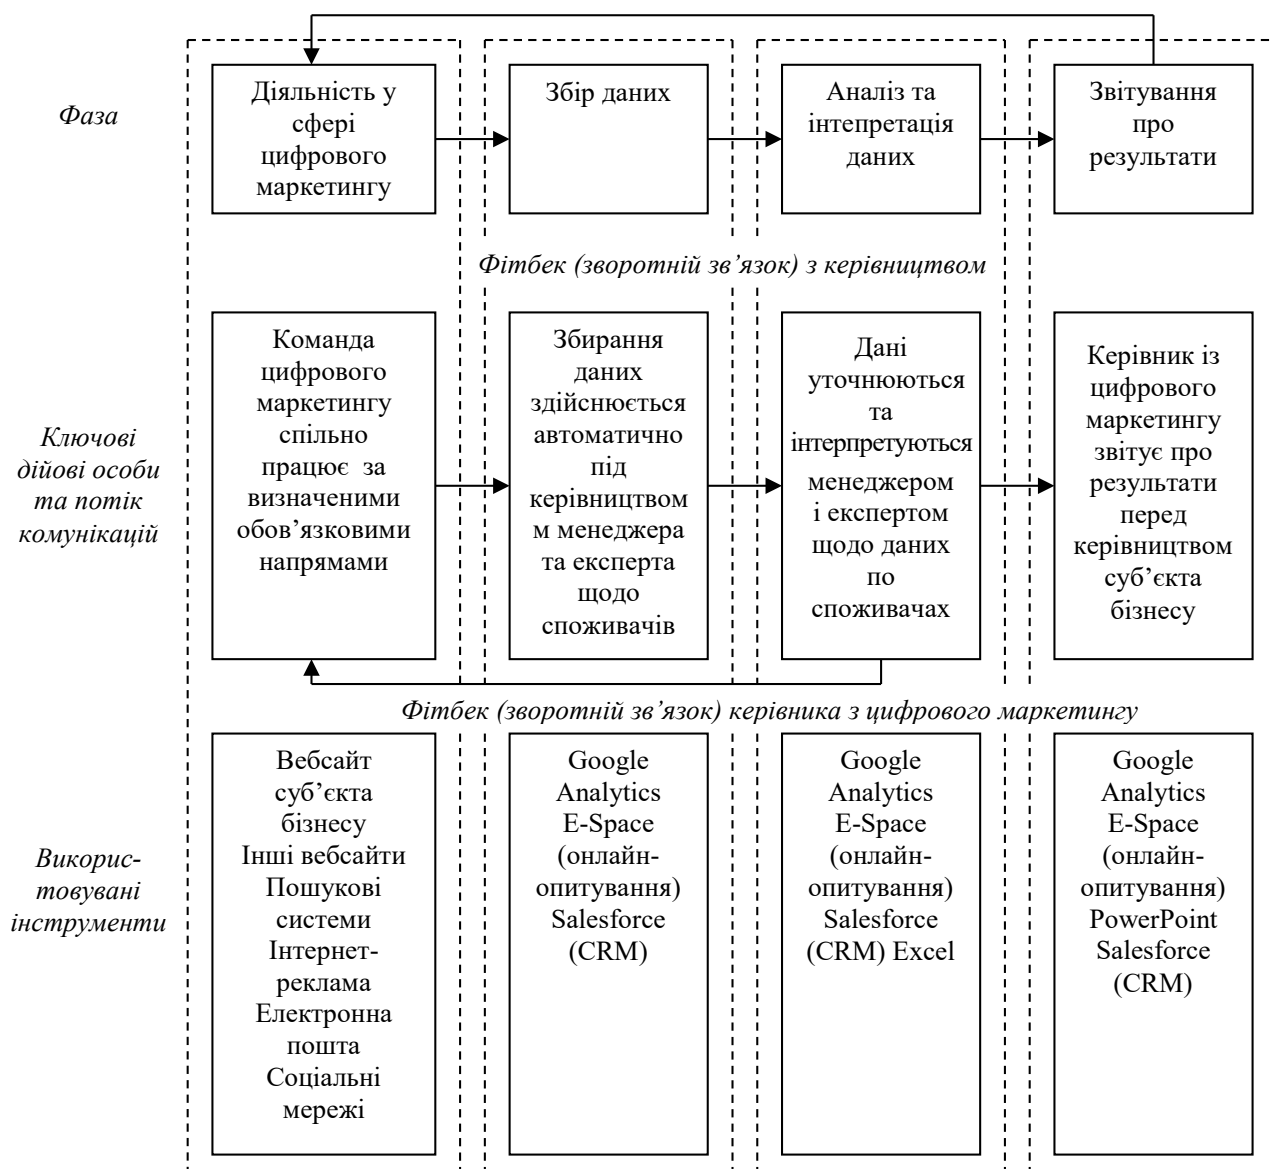 Фаза
Діяльність у
сфері
цифрового
маркетингу
Збір даних
Аналіз та
інтепретація
даних
Звітування
про
результати
Фітбек (зворотній зв’язок) з керівництвом
Ключові
дійові особи
та потік
комунікацій
Команда
цифрового
маркетингу
спільно
працює за
визначеними
обов’язковими
напрямами
Збирання
даних
здійснюється
автоматично
під
керівництвом
м менеджера
та експерта
щодо
споживачів
Дані
уточнюються
та
інтерпретуються
менеджером
і експертом
щодо даних
по
споживачах
Керівник із
цифрового
маркетингу
звітує про
результати
перед
керівництвом
суб’єкта
бізнесу
Фітбек (зворотній зв’язок) керівника з цифрового маркетингу
Викорис-
товувані
інструменти
Вебсайт
суб’єкта
бізнесу
Інші вебсайти
Пошукові
системи
Інтернет-
реклама
Електронна
пошта
Соціальні
мережі
Google
Analytics
E-Space
(онлайн-
опитування)
Salesforce
(CRM)
Google
Analytics
E-Space
(онлайн-
опитування)
Salesforce
(CRM) Excel
Google
Analytics
E-Space
(онлайн-
опитування)
PowerPoint
Salesforce
(CRM)